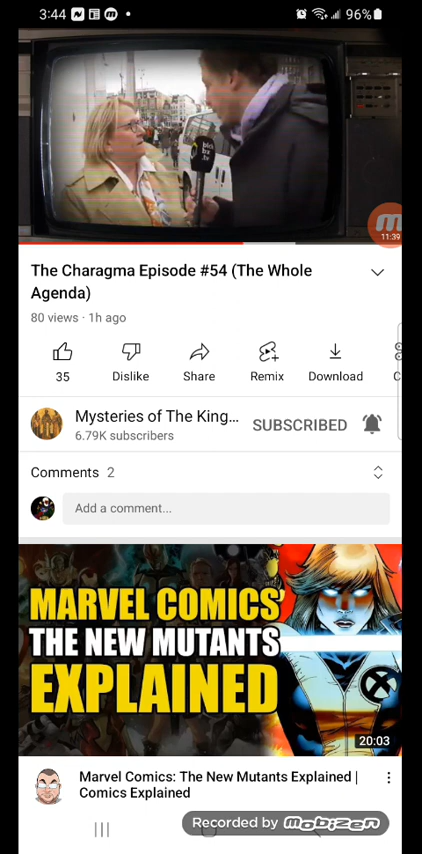 3:44
96%
11:39
The Charagma Episode #54 (The Whole
Agenda)
80 views · 1h ago
35
Dislike
Share
Remix
Download
C
Mysteries of The King...
SUBSCRIBED
6.79K subscribers
Comments 2
Add a comment...
MARVEL COMICS'
THE NEW MUTANTS
EXPLAINED
20:03
Marvel Comics: The New Mutants Explained |
Comics Explained
Recorded by mobizen